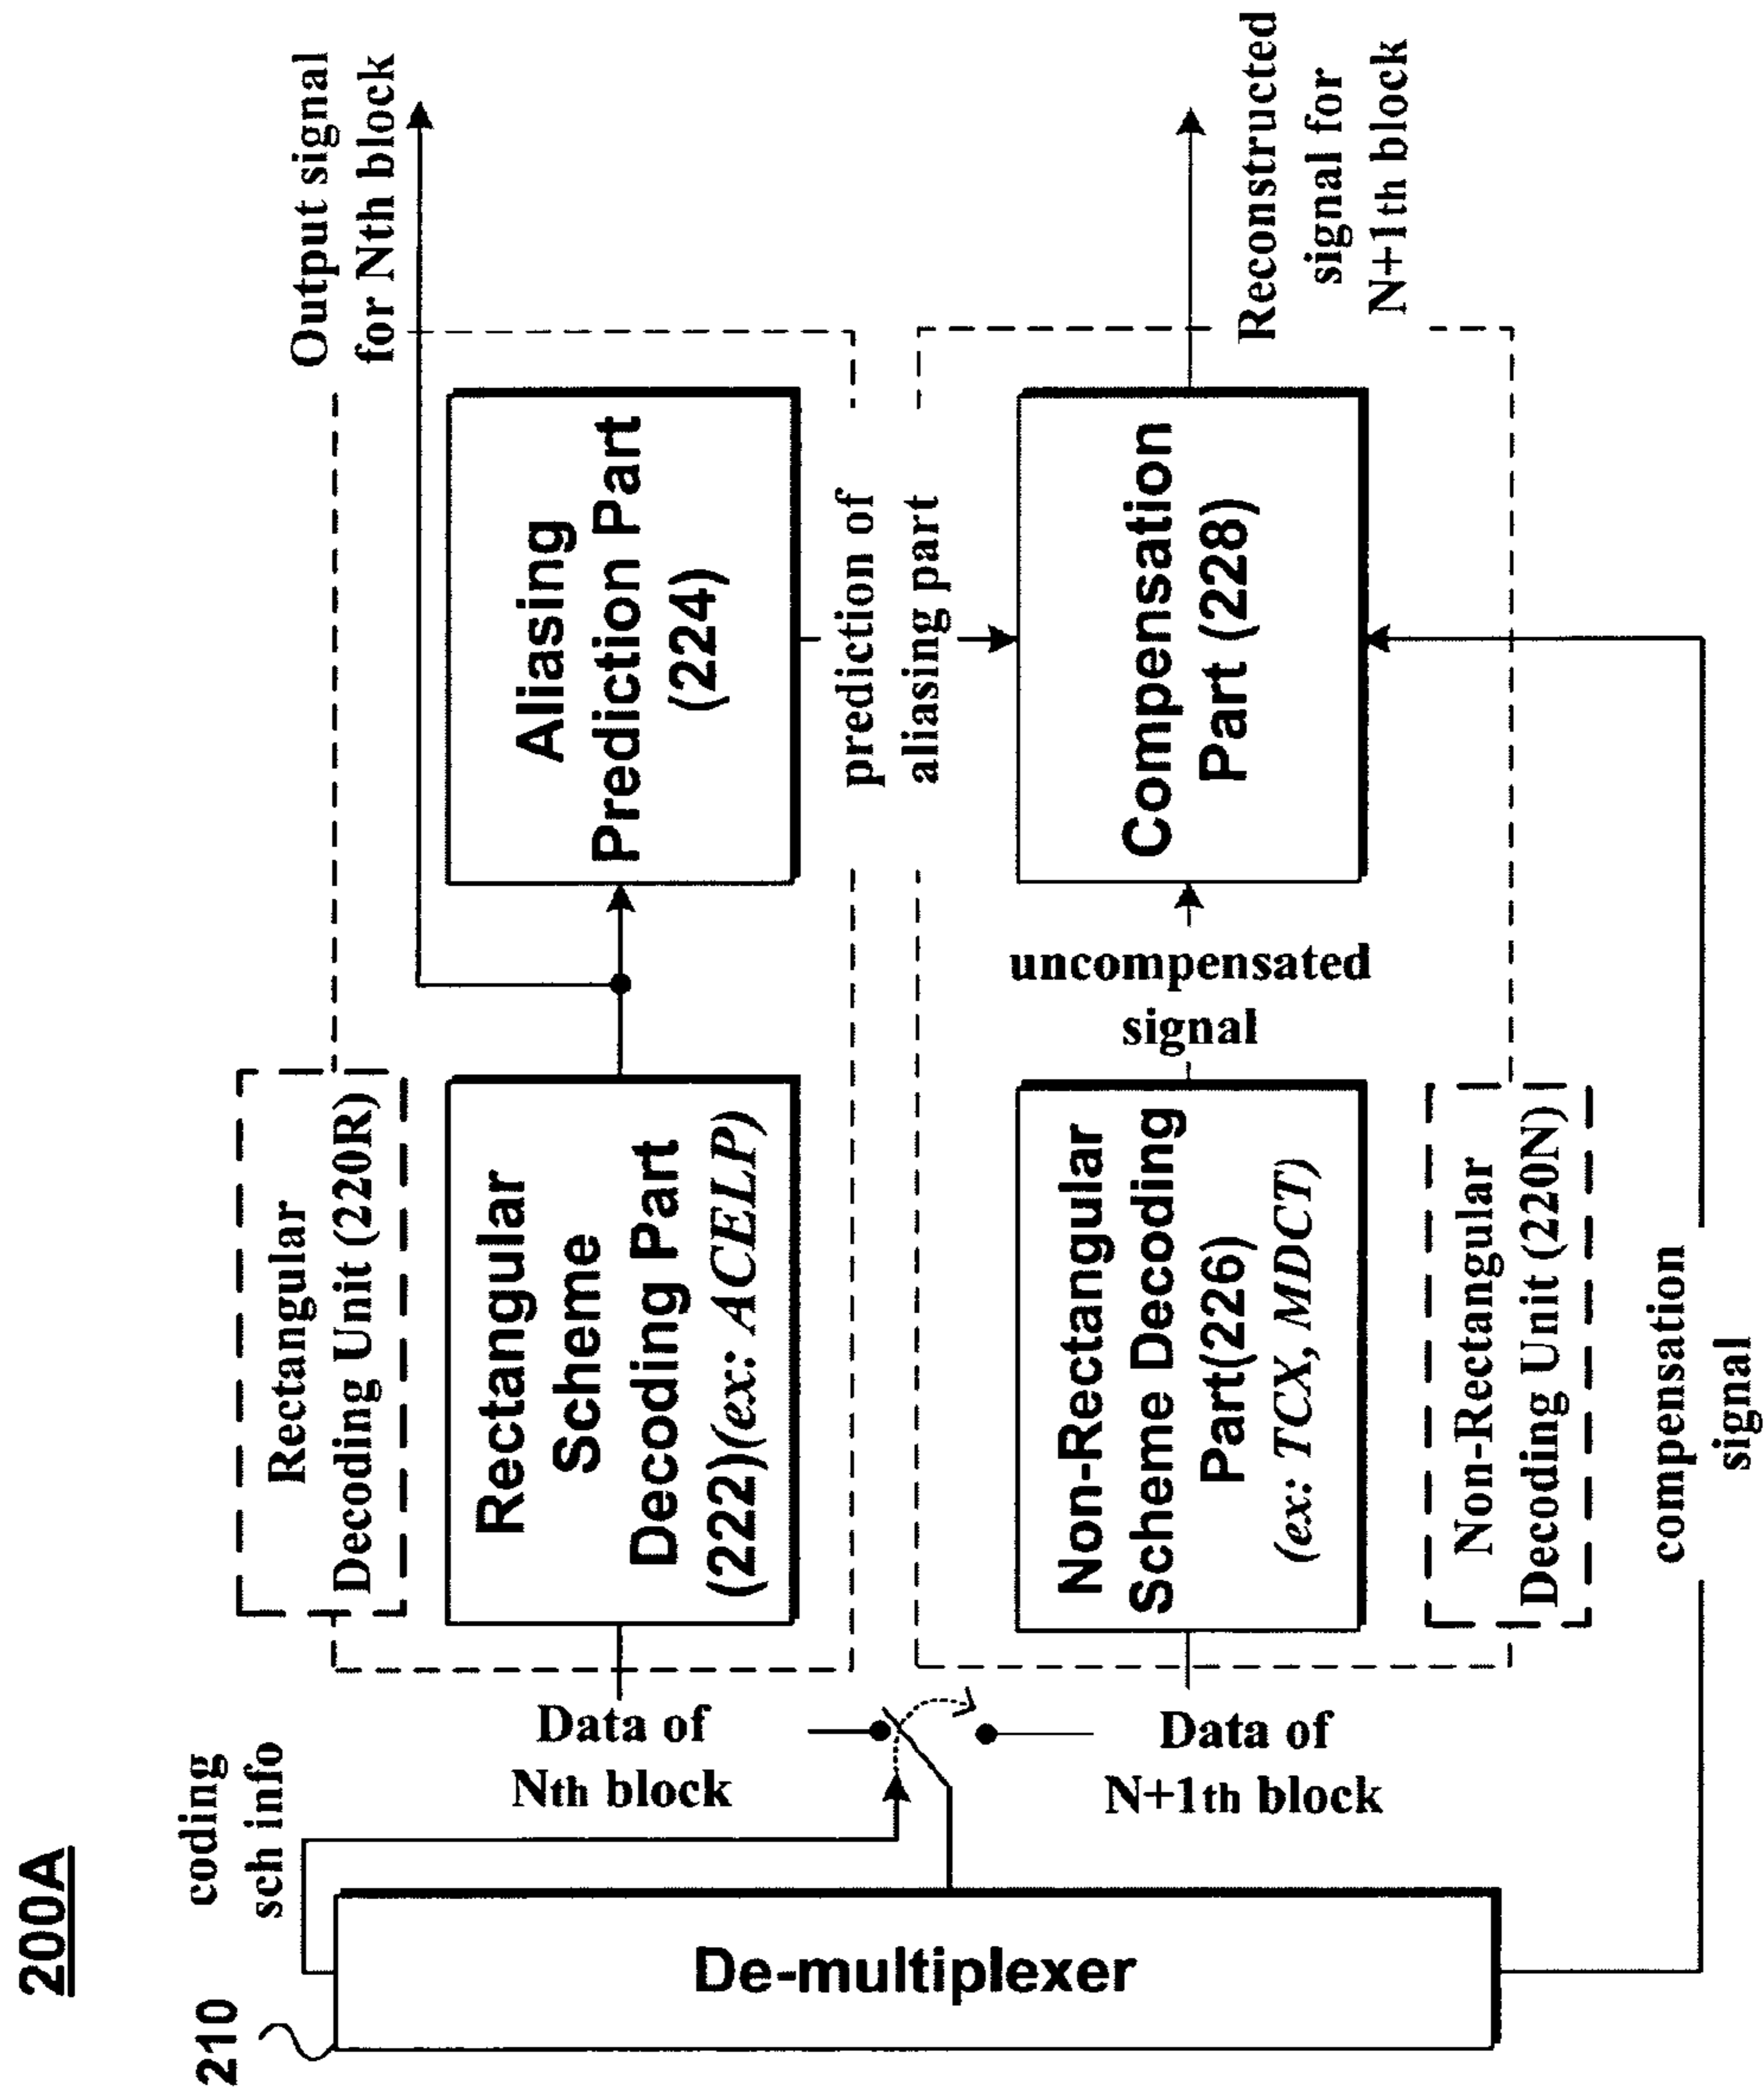 200A
210
coding
sch info
De-multiplexer
Data of
Nth block
Data of
N+1th block
Rectangular
Decoding Unit (220R)
Rectangular
Scheme
Decoding Part
(222)(ex: ACELP)
Aliasing
Prediction Part
(224)
Output signal
for Nth block
prediction of
aliasing part
Non-Rectangular
Scheme Decoding
Part(226)
(ex: TCX, MDCT)
uncompensated
signal
Compensation
Part (228)
Reconstructed
signal for
N+1th block
Non-Rectangular
Decoding Unit (220N)
compensation
signal